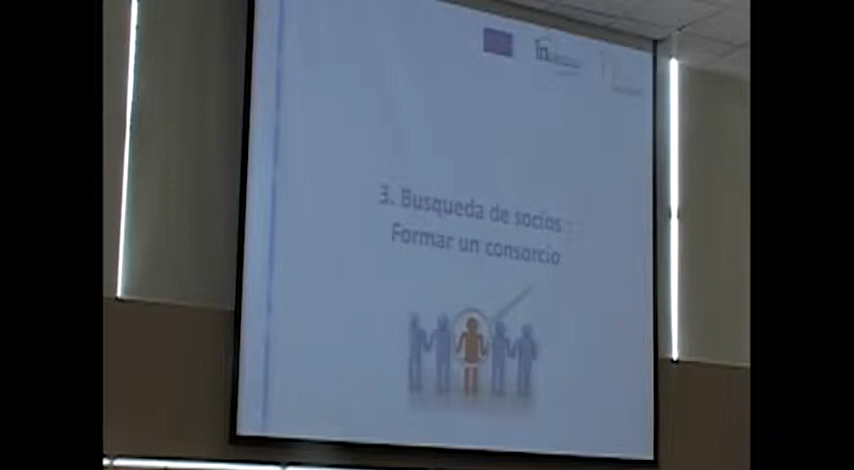 3. Busqueda de socios :
Formar un consorcio